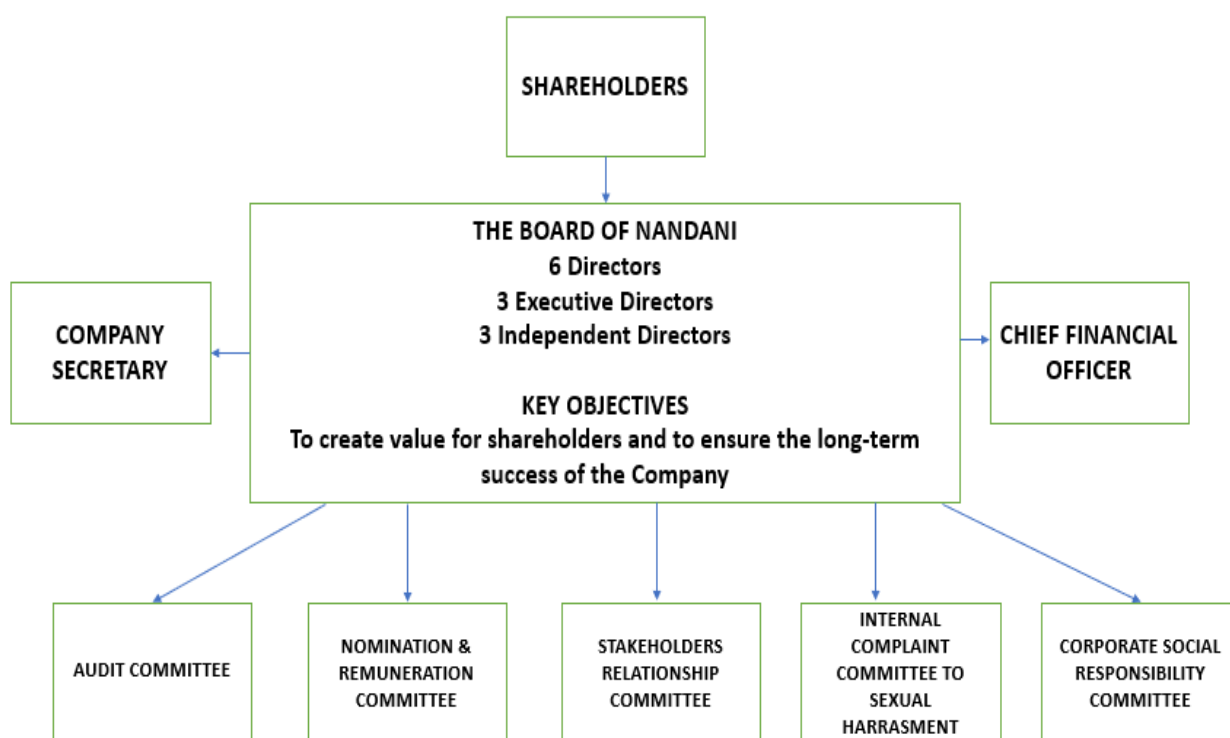 SHAREHOLDERS
THE BOARD OF NANDANI
6 Directors
3 Executive Directors
3 Independent Directors
KEY OBJECTIVES
To create value for shareholders and to ensure the long-term
success of the Company
COMPANY
SECRETARY
CHIEF FINANCIAL
OFFICER
AUDIT COMMITTEE
NOMINATION &
REMUNERATION
COMMITTEE
STAKEHOLDERS
RELATIONSHIP
COMMITTEE
INTERNAL
COMPLAINT
COMMITTEE TO
SEXUAL
HARRASMENT
CORPORATE SOCIAL
RESPONSIBILITY
COMMITTEE